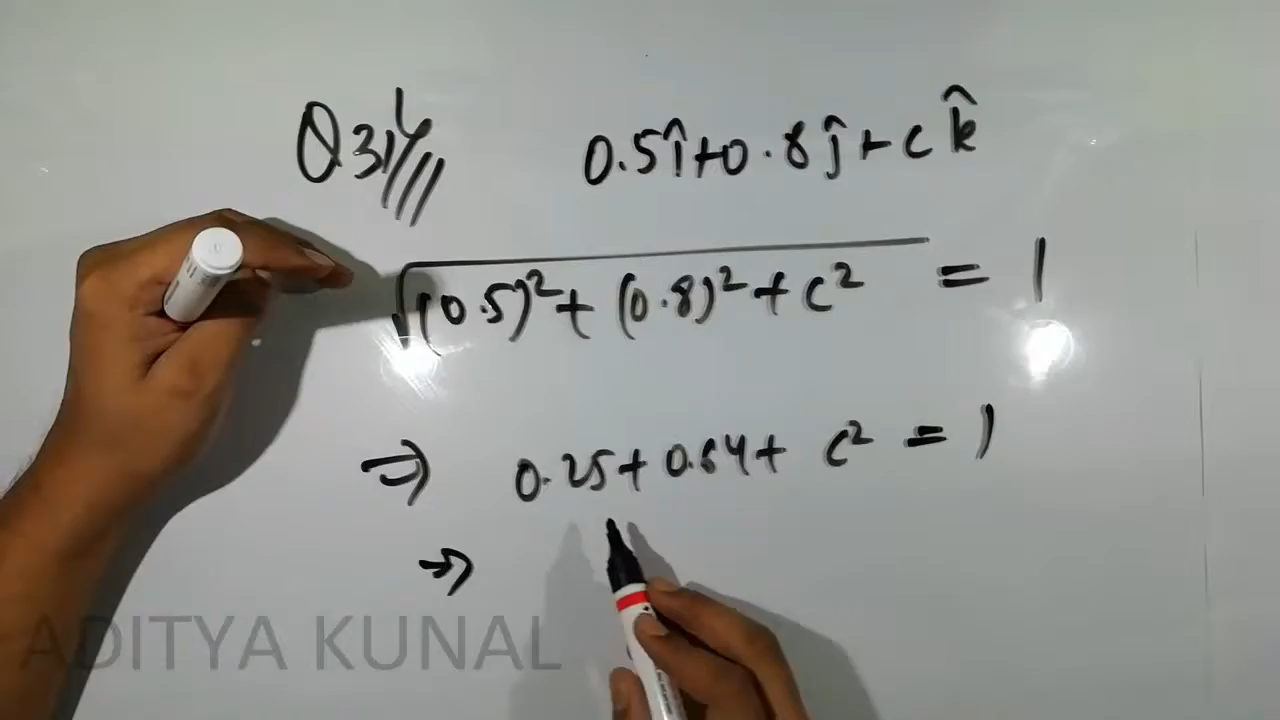 Q31/
0.5î+0.8ĵ+c k̂
√(0.5)²+(0.8)²+c² = 1
⇒ 0.25+0.64+ c² = 1
⇒
ADITYA KUNAL